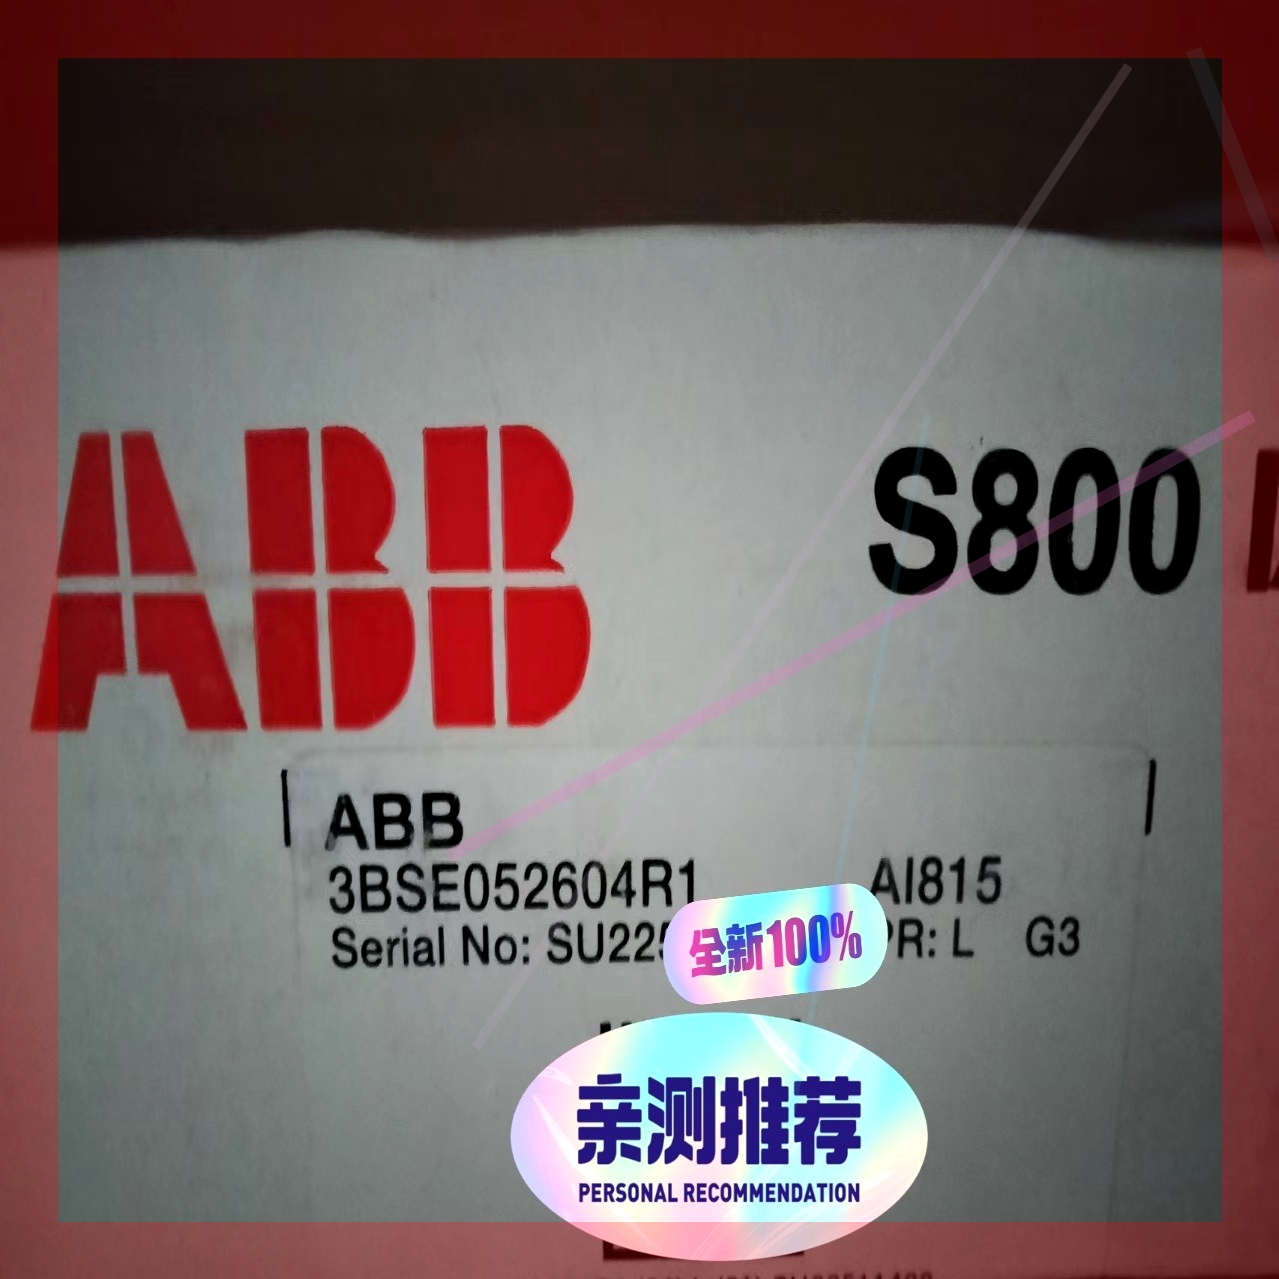 ABB
S800
ABB
3BSE052604R1 AI815
Serial No: SU225 PR: L G3
全新100%
亲测推荐
PERSONAL RECOMMENDATION